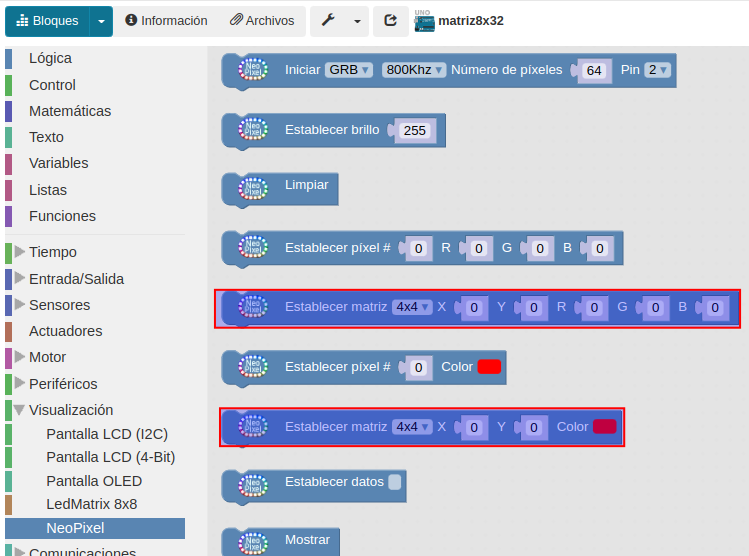 Bloques Información Archivos UNO matriz8x32
Lógica
Control
Matemáticas
Texto
Variables
Listas
Funciones
Tiempo
Entrada/Salida
Sensores
Actuadores
Motor
Periféricos
Visualización
Pantalla LCD (I2C)
Pantalla LCD (4-Bit)
Pantalla OLED
LedMatrix 8x8
NeoPixel
Comunicaciones
Neo Pixel Iniciar GRB 800Khz Número de píxeles 64 Pin 2
Neo Pixel Establecer brillo 255
Neo Pixel Limpiar
Neo Pixel Establecer píxel # 0 R 0 G 0 B 0
Neo Pixel Establecer matriz 4x4 X 0 Y 0 R 0 G 0 B 0
Neo Pixel Establecer píxel # 0 Color
Neo Pixel Establecer matriz 4x4 X 0 Y 0 Color
Neo Pixel Establecer datos
Neo Pixel Mostrar